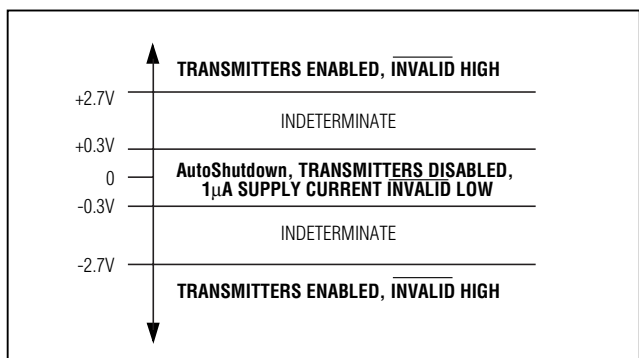 TRANSMITTERS ENABLED, INVALID HIGH
+2.7V
INDETERMINATE
+0.3V
AutoShutdown, TRANSMITTERS DISABLED,
0
1μA SUPPLY CURRENT INVALID LOW
-0.3V
INDETERMINATE
-2.7V
TRANSMITTERS ENABLED, INVALID HIGH